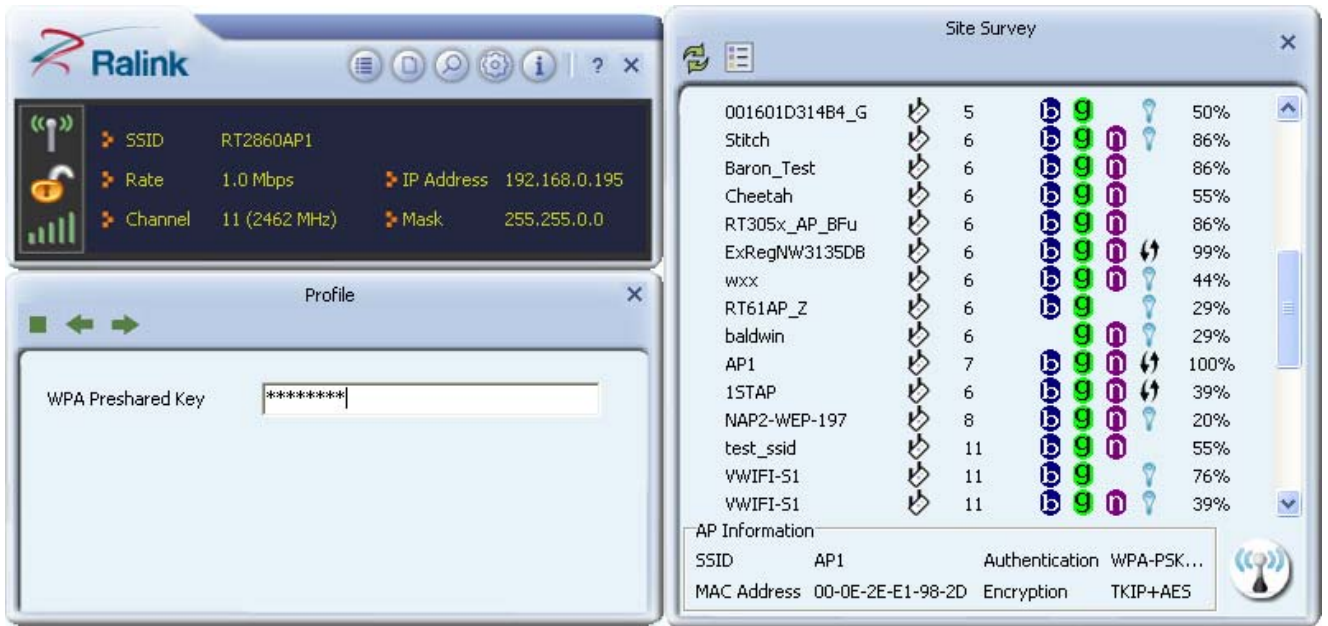 Ralink
? ×
SSID RT2860AP1
Rate 1.0 Mbps IP Address 192.168.0.195
Channel 11 (2462 MHz) Mask 255.255.0.0
Profile
WPA Preshared Key ********
Site Survey
001601D314B4_G 5 b g 50%
Stitch 6 b g n 86%
Baron_Test 6 b g n 86%
Cheetah 6 b g n 55%
RT305x_AP_BFu 6 b g n 86%
ExRegNW3135DB 6 b g n 99%
wxx 6 b g n 44%
RT61AP_Z 6 b g 29%
baldwin 6 g n 29%
AP1 7 b g n 100%
1STAP 6 b g n 39%
NAP2-WEP-197 8 b g n 20%
test_ssid 11 b g n 55%
VWIFI-S1 11 b g 76%
VWIFI-S1 11 b g n 39%
AP Information
SSID AP1 Authentication WPA-PSK...
MAC Address 00-0E-2E-E1-98-2D Encryption TKIP+AES